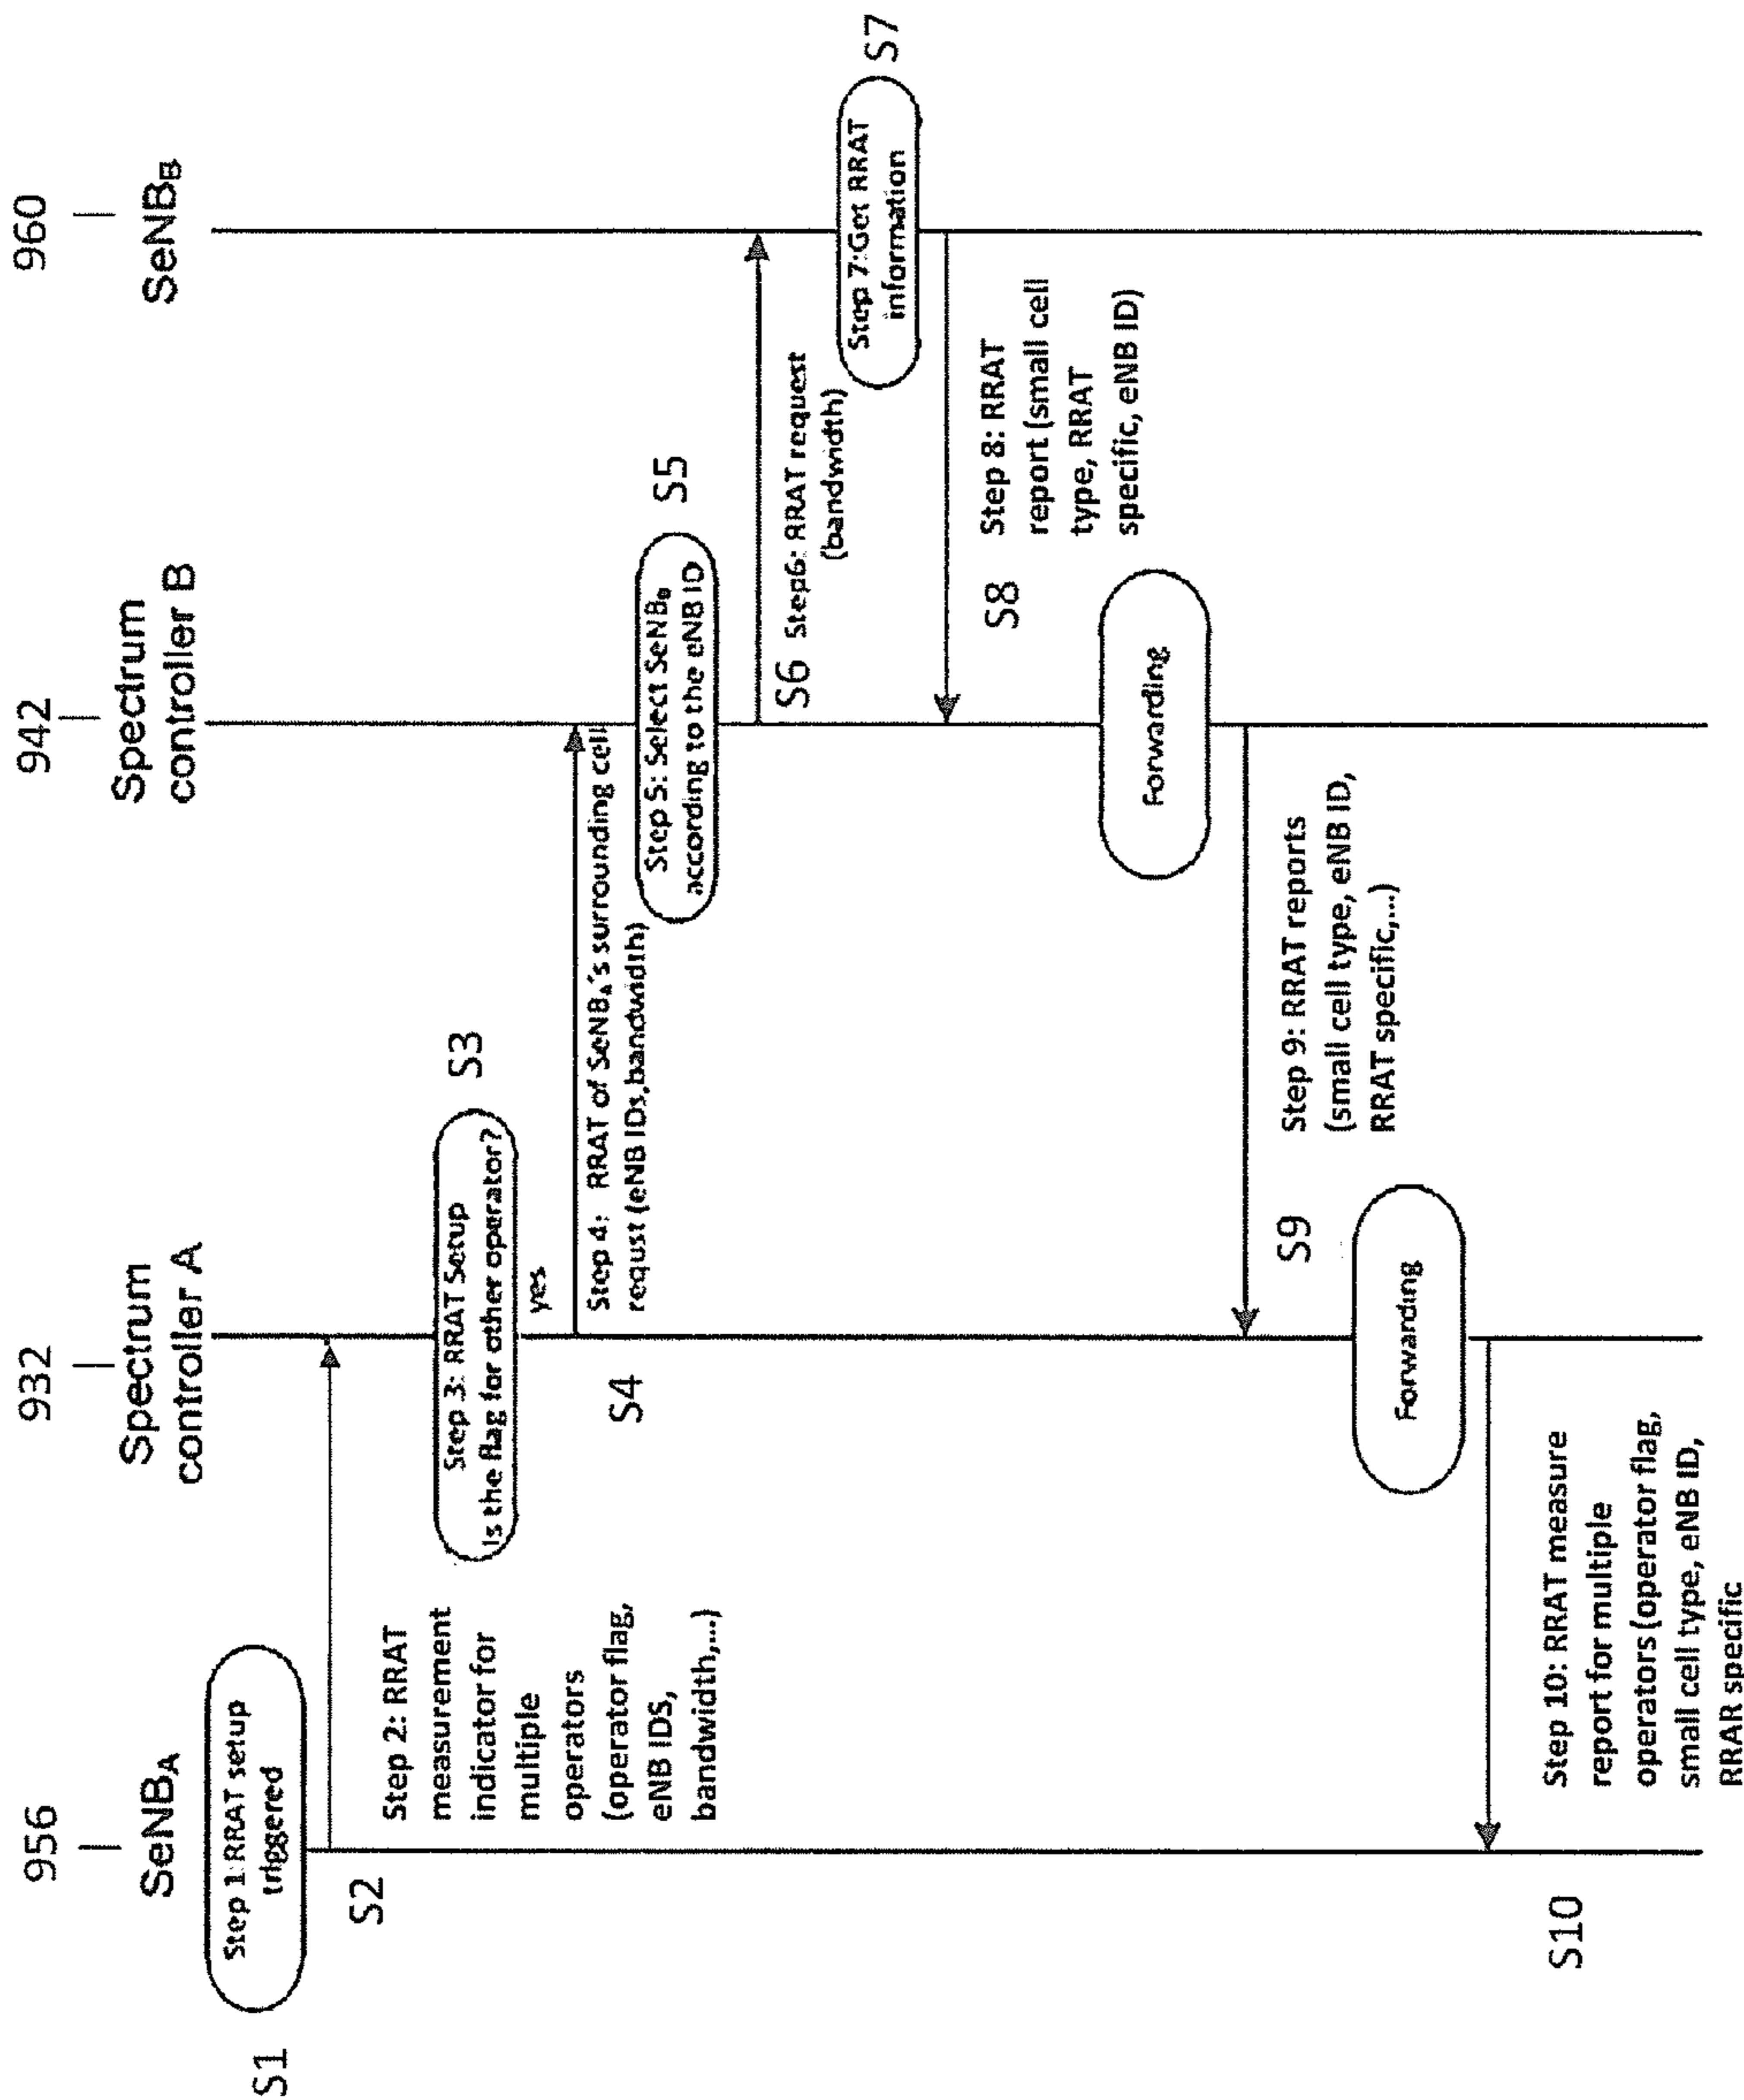 956
932
942
960
SeNBA
Spectrum
controller A
Spectrum
controller B
SeNBB
S1
Step 1:RRAT setup
triggered
S2
Step 2: RRAT
measurement
indicator for
multiple
operators
(operator flag,
eNB IDS,
bandwidth,...)
Step 3: RRAT Setup
Is the flag for other operator?
S3
yes
S4
Step 4: RRAT of SeNBA's surrounding cell
requst (eNB IDs,bandwidth)
Step 5: Select SeNBB
according to the eNB ID
S5
S6
Step6: RRAT request
(bandwidth)
Step 7:Get RRAT
information
S7
S8
Step 8: RRAT
report (small cell
type, RRAT
specific, eNB ID)
Forwarding
S9
Step 9: RRAT reports
(small cell type, eNB ID,
RRAT specific,...)
Forwarding
S10
Step 10: RRAT measure
report for multiple
operators (operator flag,
small cell type, eNB ID,
RRAR specific